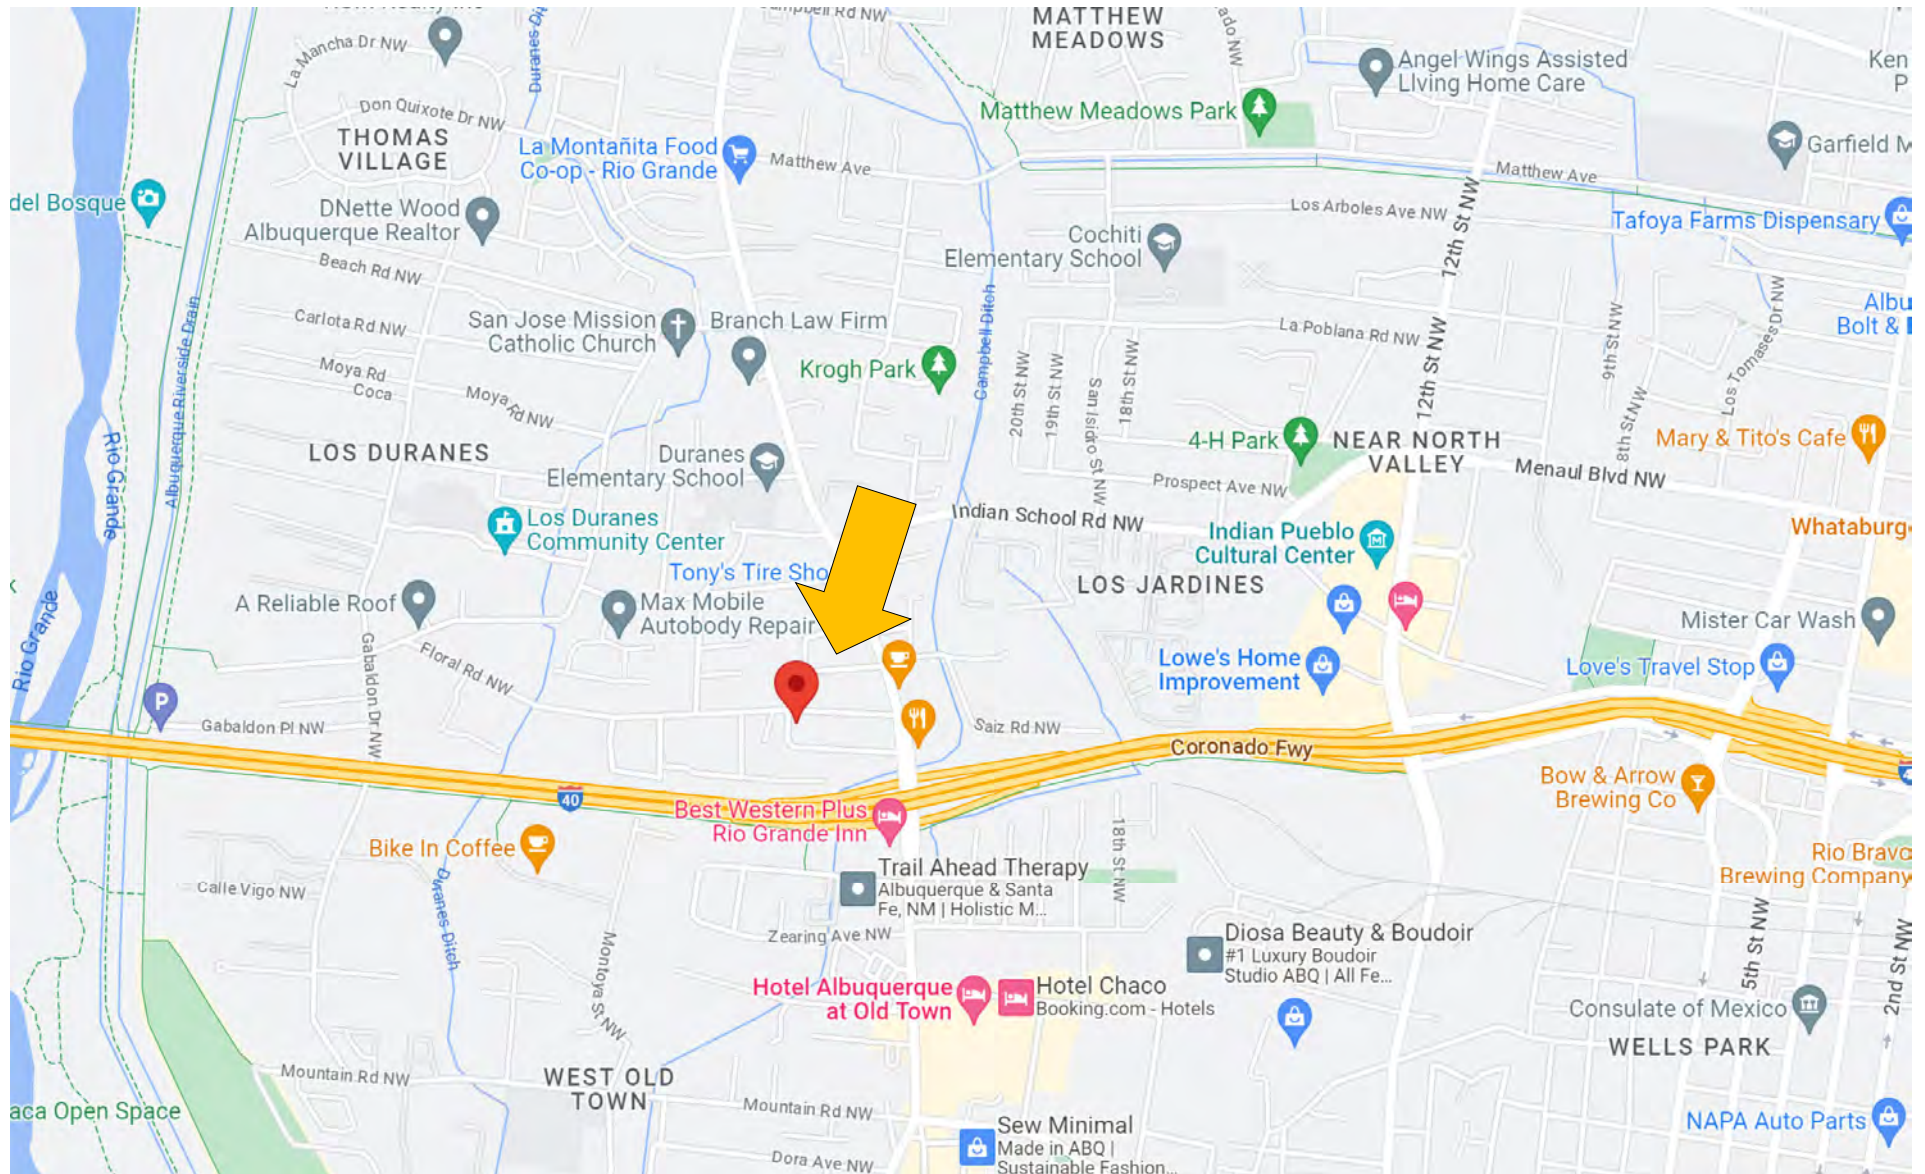 Campbell Rd NW
MATTHEW
MEADOWS
La Mancha Dr NW
Duranes
Angel Wings Assisted
LIving Home Care
Ken
P
Don Quixote Dr NW
Matthew Meadows Park
THOMAS
VILLAGE
La Montañita Food
Co-op - Rio Grande
Matthew Ave
Garfield M
Matthew Ave
del Bosque
DNette Wood
Albuquerque Realtor
Los Arboles Ave NW
12th St NW
Tafoya Farms Dispensary
Cochiti
Elementary School
Beach Rd NW
Albuquerque Riverside Drain
Carlota Rd NW
San Jose Mission
Catholic Church
Branch Law Firm
Campbell Ditch
La Poblana Rd NW
9th St NW
Los Tomases Dr NW
Albu
Bolt &
Moya Rd
Coca
Moya Rd NW
Krogh Park
20th St NW
19th St NW
San Isidro St NW
18th St NW
12th St NW
8th St NW
LOS DURANES
Duranes
Elementary School
4-H Park
NEAR NORTH
VALLEY
Mary & Tito's Cafe
Menaul Blvd NW
Prospect Ave NW
Rio Grande
Los Duranes
Community Center
Indian School Rd NW
Indian Pueblo
Cultural Center
Whataburg
Tony's Tire Sho
LOS JARDINES
A Reliable Roof
Max Mobile
Autobody Repair
Mister Car Wash
Rio Grande
Gabaldon Dr NW
Floral Rd NW
Lowe's Home
Improvement
Love's Travel Stop
P
Gabaldon Pl NW
Saiz Rd NW
Coronado Fwy
40
Best Western Plus
Rio Grande Inn
Bow & Arrow
Brewing Co
Bike In Coffee
18th St NW
Rio Bravo
Brewing Company
Trail Ahead Therapy
Albuquerque & Santa
Fe, NM | Holistic M...
Calle Vigo NW
Duranes Ditch
Montoya St NW
Zearing Ave NW
Diosa Beauty & Boudoir
#1 Luxury Boudoir
Studio ABQ | All Fe...
5th St NW
2nd St NW
Hotel Albuquerque
at Old Town
Hotel Chaco
Booking.com - Hotels
Consulate of Mexico
WELLS PARK
Mountain Rd NW
WEST OLD
TOWN
Mountain Rd NW
aca Open Space
Sew Minimal
Made in ABQ |
Sustainable Fashion...
NAPA Auto Parts
Dora Ave NW